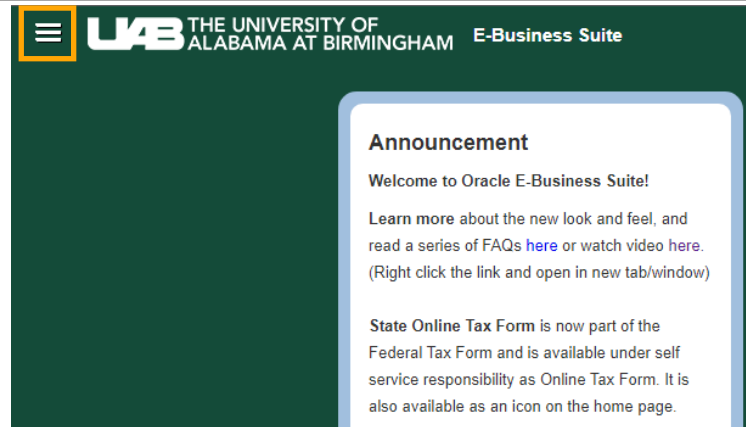 UAB THE UNIVERSITY OF
ALABAMA AT BIRMINGHAM
E-Business Suite
Announcement
Welcome to Oracle E-Business Suite!
Learn more about the new look and feel, and
read a series of FAQs here or watch video here.
(Right click the link and open in new tab/window)
State Online Tax Form is now part of the
Federal Tax Form and is available under self
service responsibility as Online Tax Form. It is
also available as an icon on the home page.